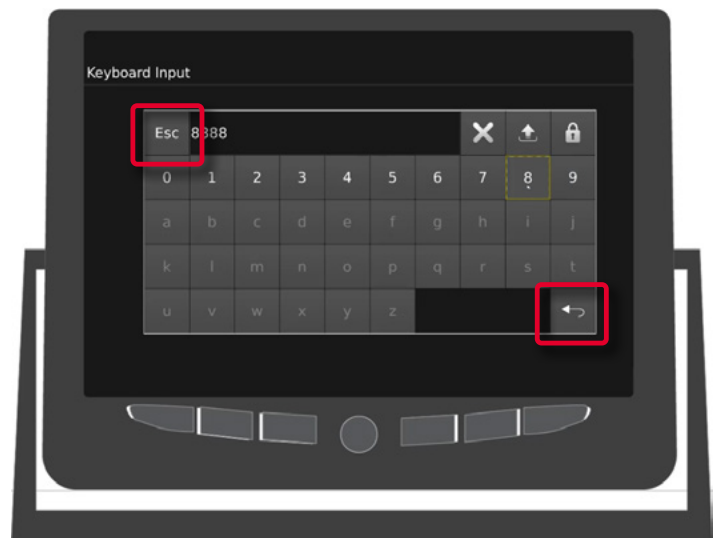 Keyboard Input
Esc 8888
0 1 2 3 4 5 6 7 8 9
a b c d e f g h i j
k l m n o p q r s t
u v w x y z